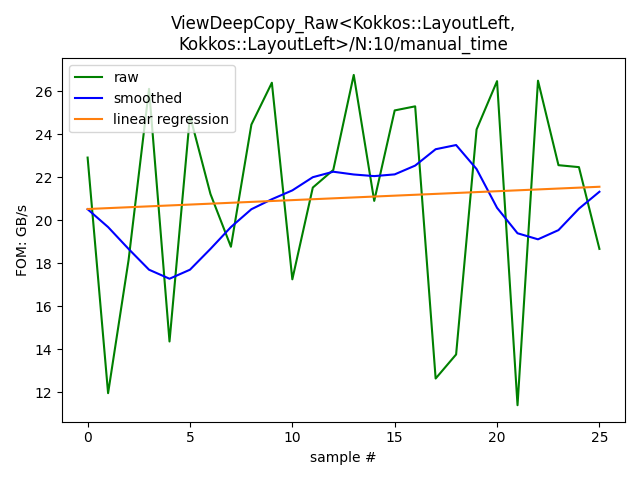 ViewDeepCopy_Raw<Kokkos::LayoutLeft,
Kokkos::LayoutLeft>/N:10/manual_time
raw
smoothed
linear regression
FOM: GB/s
26
24
22
20
18
16
14
12
0
5
10
15
20
25
sample #